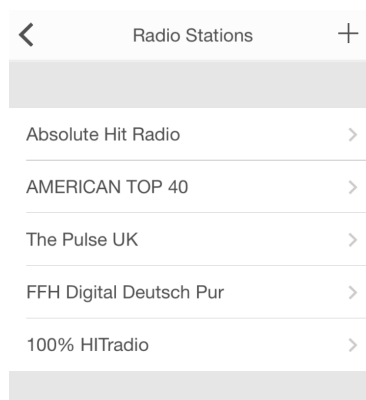 Radio Stations
Absolute Hit Radio
AMERICAN TOP 40
The Pulse UK
FFH Digital Deutsch Pur
100% HITradio